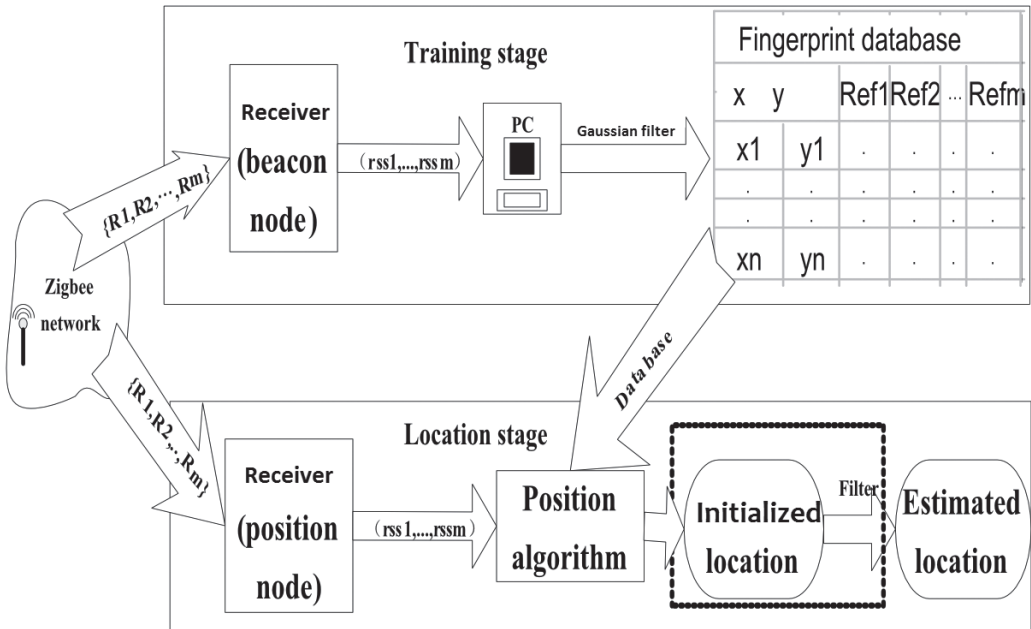 Training stage
Fingerprint database
x y Ref1 Ref2 ... Refm
x1 y1 . . . .
. . . . . .
. . . . . .
xn yn . . . .
Receiver
(beacon
node)
(rss1,...,rssm)
PC
Gaussian filter
{R1,R2,...,Rm}
Zigbee
network
{R1,R2,..,Rm}
Database
Location stage
Receiver
(position
node)
(rss1,...,rssm)
Position
algorithm
Initialized
location
Filter
Estimated
location